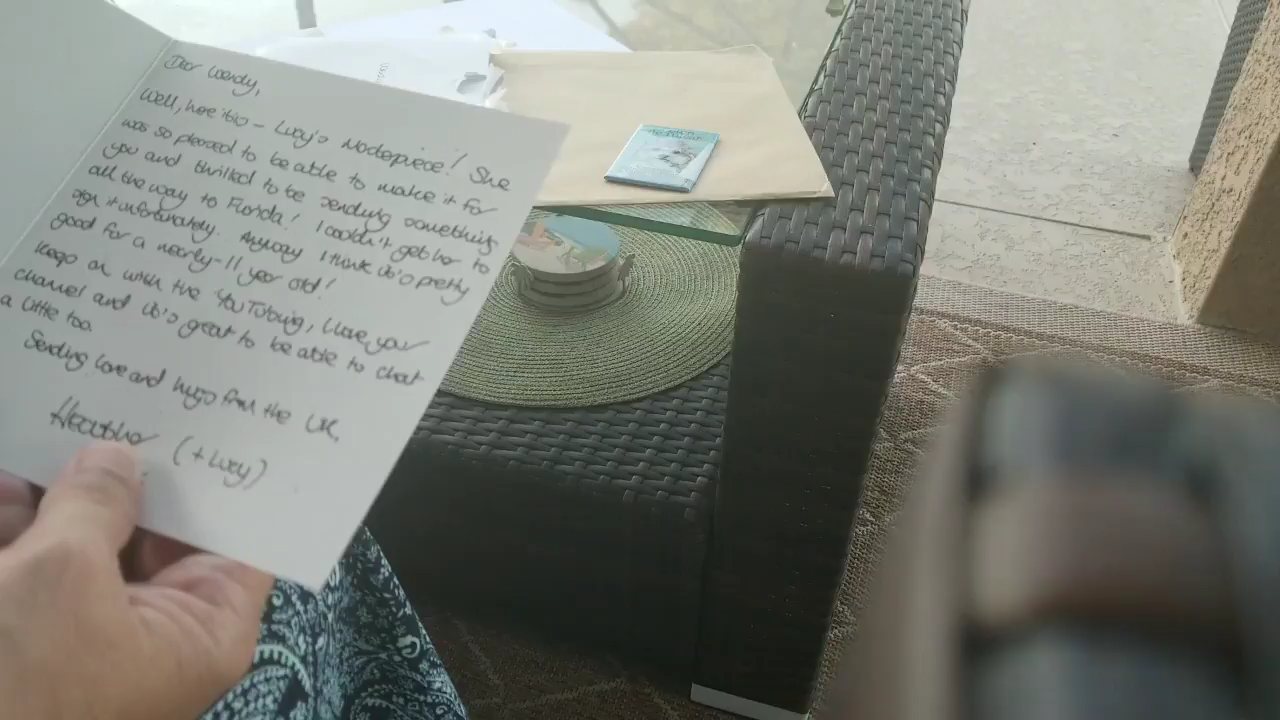 Dear Wendy,
Well, here it is - Lucy's Masterpiece! She
was so pleased to be able to make it for
you and thrilled to be sending something
all the way to Florida! I couldn't get her to
sign it unfortunately. Anyway I think it's pretty
good for a nearly-11 year old!
Keep on with the YouTubing, I love your
channel and it's great to be able to chat
a little too.
Sending love and hugs from the UK,
Heather (+ Lucy)